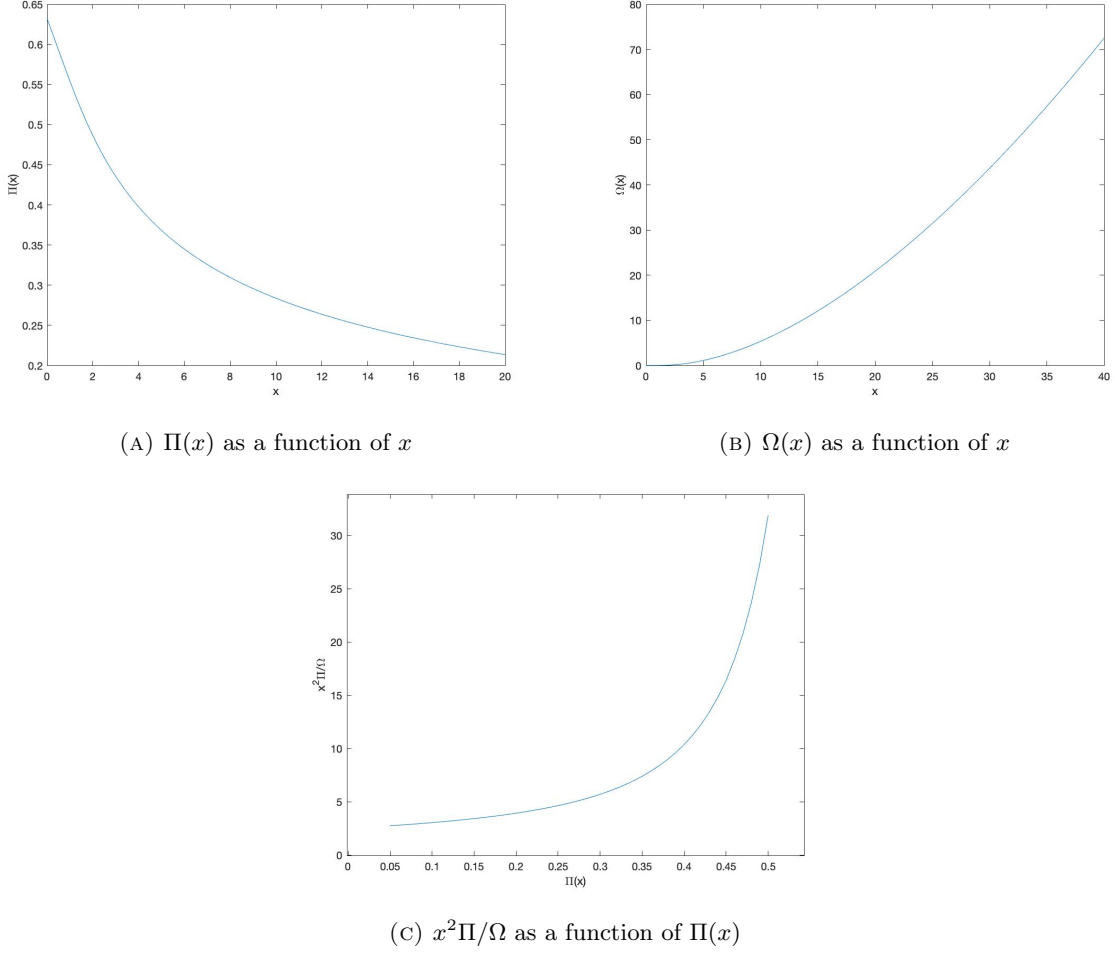 0.65
0.6
0.55
0.5
0.45
0.4
0.35
0.3
0.25
0.2
Π(x)
0 2 4 6 8 10 12 14 16 18 20
x
80
70
60
50
40
30
20
10
0
Ω(x)
0 5 10 15 20 25 30 35 40
x
(A) Π(x) as a function of x
(B) Ω(x) as a function of x
30
25
20
15
10
5
0
x²Π/Ω
0 0.05 0.1 0.15 0.2 0.25 0.3 0.35 0.4 0.45 0.5
Π(x)
(C) x²Π/Ω as a function of Π(x)